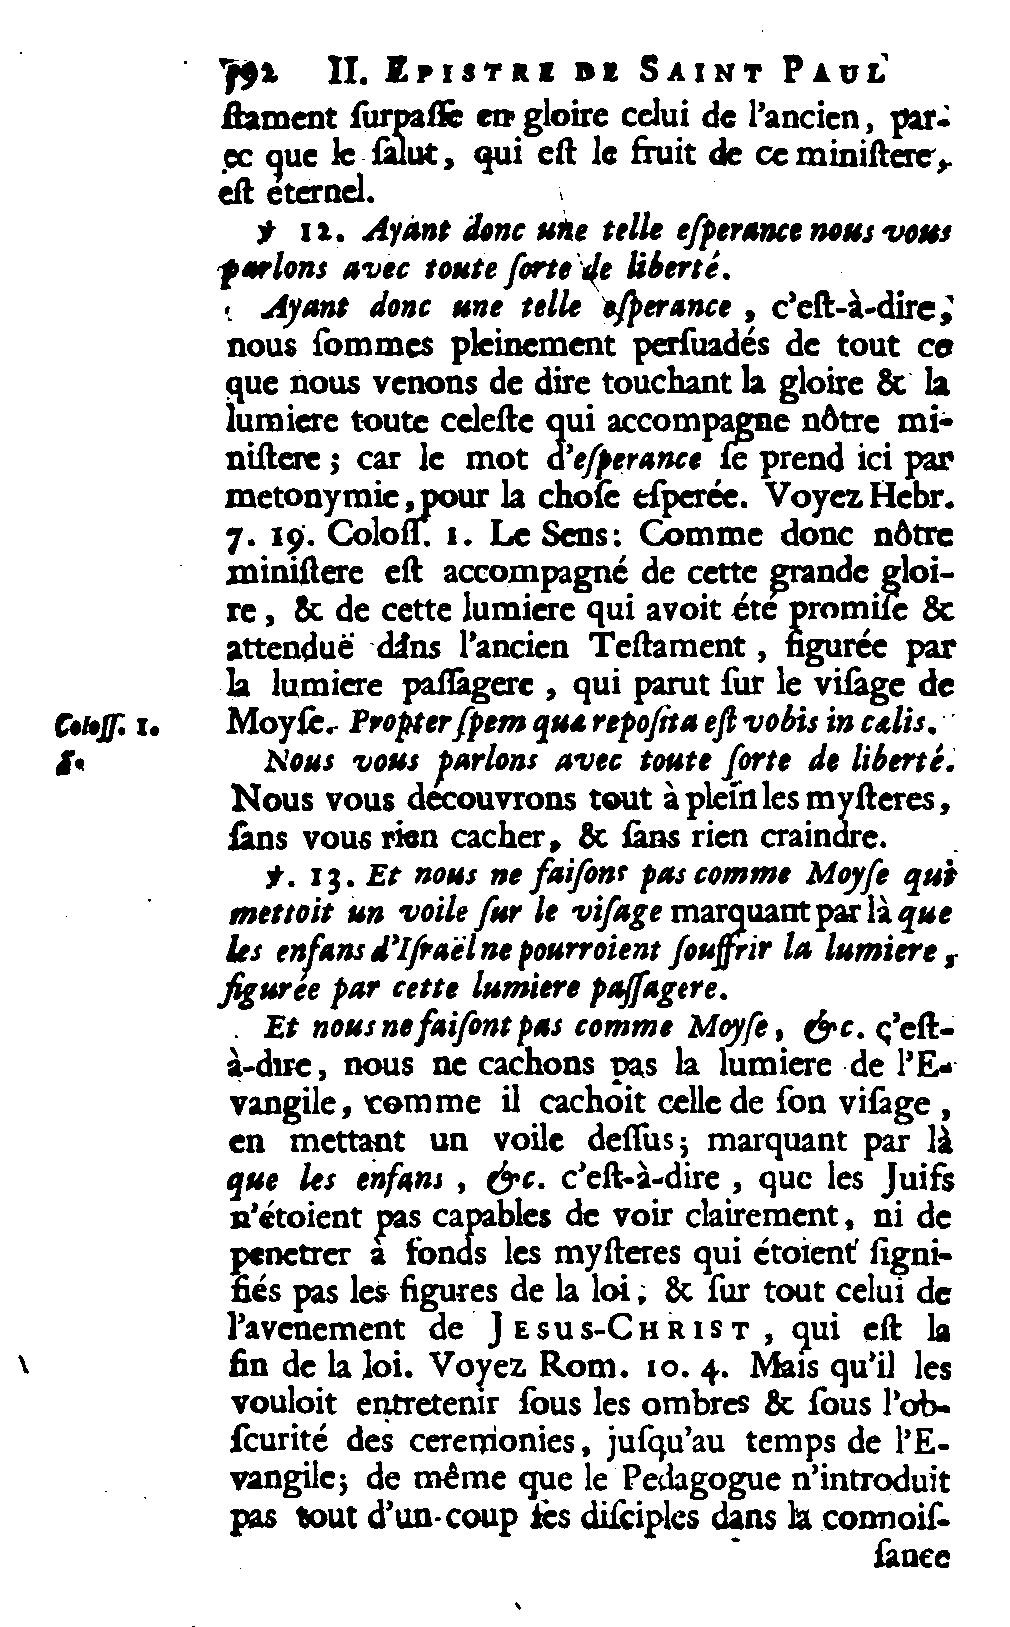 792 II. EPISTRE DE SAINT PAUL
ſtament ſurpaſſe en gloire celui de l'ancien, par-
ce que le ſalut, qui eſt le fruit de ce miniſtere,
eſt éternel.
ꝟ 12. Ayant donc une telle eſperance nous vous
parlons avec toute ſorte de liberté.
Ayant donc une telle eſperance, c'eſt-à-dire,
nous ſommes pleinement perſuadés de tout ce
que nous venons de dire touchant la gloire & la
lumiere toute celeſte qui accompagne nôtre mi-
niſtere; car le mot d'eſperance ſe prend ici par
metonymie, pour la choſe eſperée. Voyez Hebr.
7. 19. Coloſſ. 1. Le Sens: Comme donc nôtre
miniſtere eſt accompagné de cette grande gloi-
re, & de cette lumiere qui avoit été promiſe &
attenduë dans l'ancien Teſtament, figurée par
la lumiere paſſagere, qui parut ſur le viſage de
Coloſſ. 1. Moyſe. Propter ſpem quæ repoſita eſt vobis in cælis.
5. Nous vous parlons avec toute ſorte de liberté.
Nous vous découvrons tout à plein les myſteres,
ſans vous rien cacher, & ſans rien craindre.
ꝟ. 13. Et nous ne faiſons pas comme Moyſe qui
mettoit un voile ſur le viſage marquant par là que
les enfans d'Iſraël ne pourroient ſouffrir la lumiere,
figurée par cette lumiere paſſagere.
Et nous ne faiſont pas comme Moyſe, &c. c'eſt-
à-dire, nous ne cachons pas la lumiere de l'E-
vangile, comme il cachoit celle de ſon viſage,
en mettant un voile deſſus; marquant par là
que les enfans, &c. c'eſt-à-dire, que les Juifs
n'étoient pas capables de voir clairement, ni de
penetrer à fonds les myſteres qui étoient ſigni-
fiés pas les figures de la loi; & ſur tout celui de
l'avenement de JESUS-CHRIST, qui eſt la
fin de la loi. Voyez Rom. 10. 4. Mais qu'il les
vouloit entretenir ſous les ombres & ſous l'ob-
ſcurité des ceremonies, juſqu'au temps de l'E-
vangile; de même que le Pedagogue n'introduit
pas tout d'un-coup ſes diſciples dans la connoiſ-
ſance